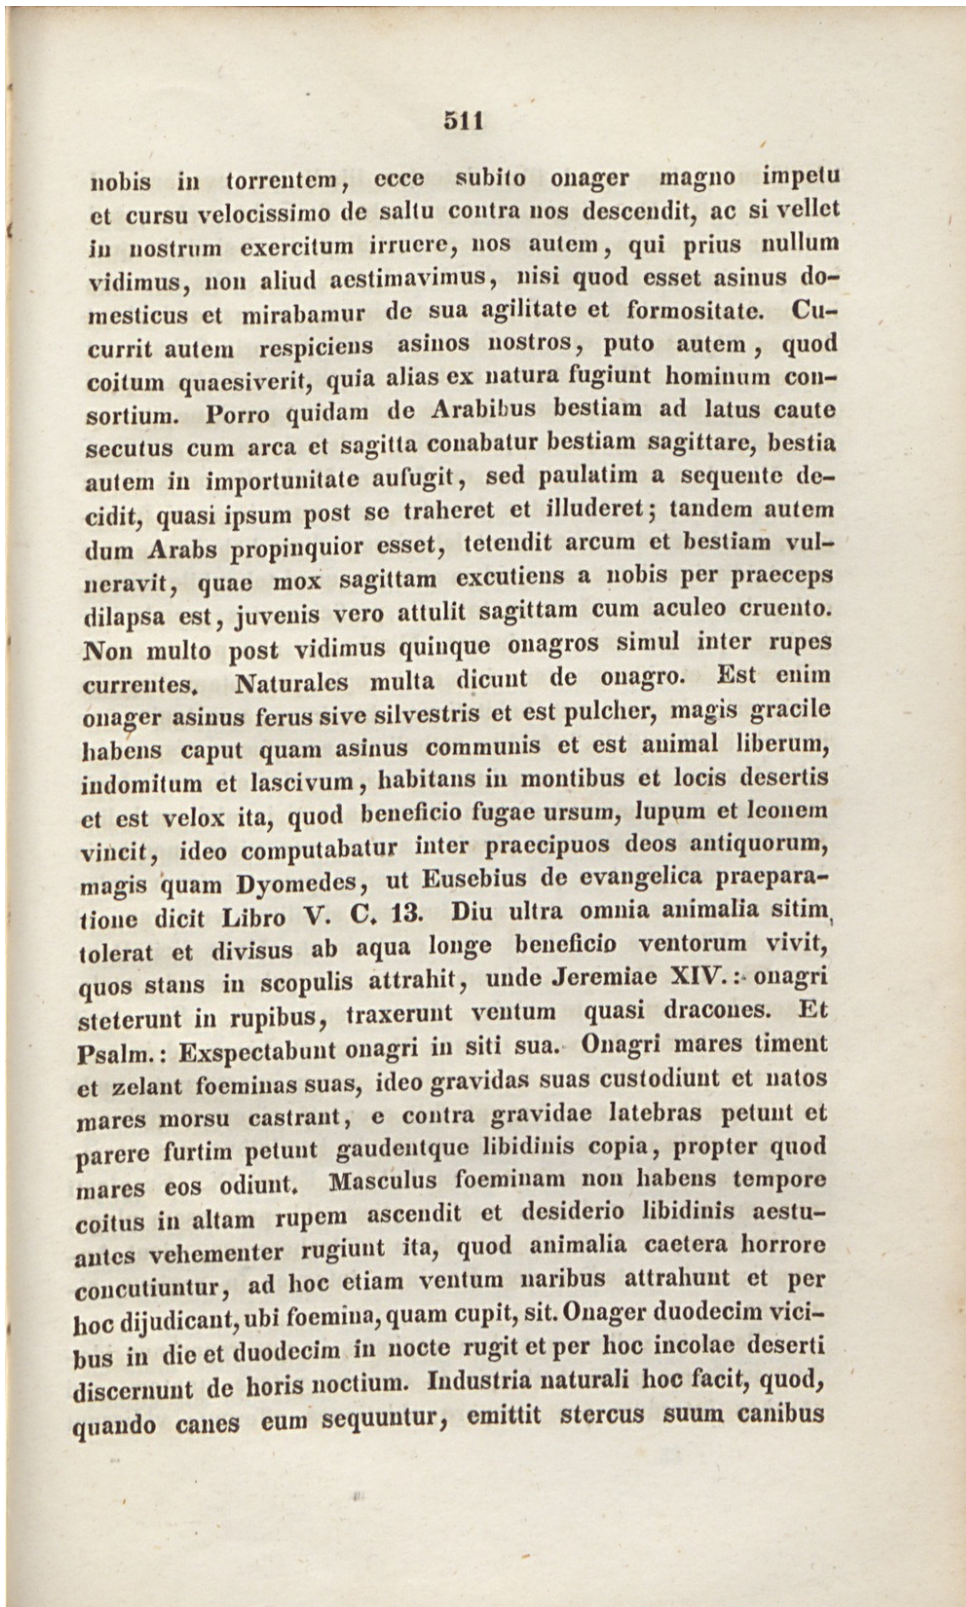 511
nobis in torrentem, ecce subito onager magno impetu
et cursu velocissimo de saltu contra nos descendit, ac si vellet
in nostrum exercitum irruere, nos autem, qui prius nullum
vidimus, non aliud aestimavimus, nisi quod esset asinus do-
mesticus et mirabamur de sua agilitate et formositate. Cu-
currit autem respiciens asinos nostros, puto autem, quod
coitum quaesiverit, quia alias ex natura fugiunt hominum con-
sortium. Porro quidam de Arabibus bestiam ad latus caute
secutus cum arca et sagitta conabatur bestiam sagittare, bestia
autem in importunitate aufugit, sed paulatim a sequente de-
cidit, quasi ipsum post se traheret et illuderet; tandem autem
dum Arabs propinquior esset, tetendit arcum et bestiam vul-
neravit, quae mox sagittam excutiens a nobis per praeceps
dilapsa est, juvenis vero attulit sagittam cum aculeo cruento.
Non multo post vidimus quinque onagros simul inter rupes
currentes. Naturales multa dicunt de onagro. Est enim
onager asinus ferus sive silvestris et est pulcher, magis gracile
habens caput quam asinus communis et est animal liberum,
indomitum et lascivum, habitans in montibus et locis desertis
et est velox ita, quod beneficio fugae ursum, lupum et leonem
vincit, ideo computabatur inter praecipuos deos antiquorum,
magis quam Dyomedes, ut Eusebius de evangelica praepara-
tione dicit Libro V. C. 13. Diu ultra omnia animalia sitim,
tolerat et divisus ab aqua longe beneficio ventorum vivit,
quos stans in scopulis attrahit, unde Jeremiae XIV.: onagri
steterunt in rupibus, traxerunt ventum quasi dracones. Et
Psalm.: Exspectabunt onagri in siti sua. Onagri mares timent
et zelant foeminas suas, ideo gravidas suas custodiunt et natos
mares morsu castrant, e contra gravidae latebras petunt et
parere furtim petunt gaudentque libidinis copia, propter quod
mares eos odiunt. Masculus foeminam non habens tempore
coitus in altam rupem ascendit et desiderio libidinis aestu-
antes vehementer rugiunt ita, quod animalia caetera horrore
concutiuntur, ad hoc etiam ventum naribus attrahunt et per
hoc dijudicant, ubi foemina, quam cupit, sit. Onager duodecim vici-
bus in die et duodecim in nocte rugit et per hoc incolae deserti
discernunt de horis noctium. Industria naturali hoc facit, quod,
quando canes eum sequuntur, emittit stercus suum canibus